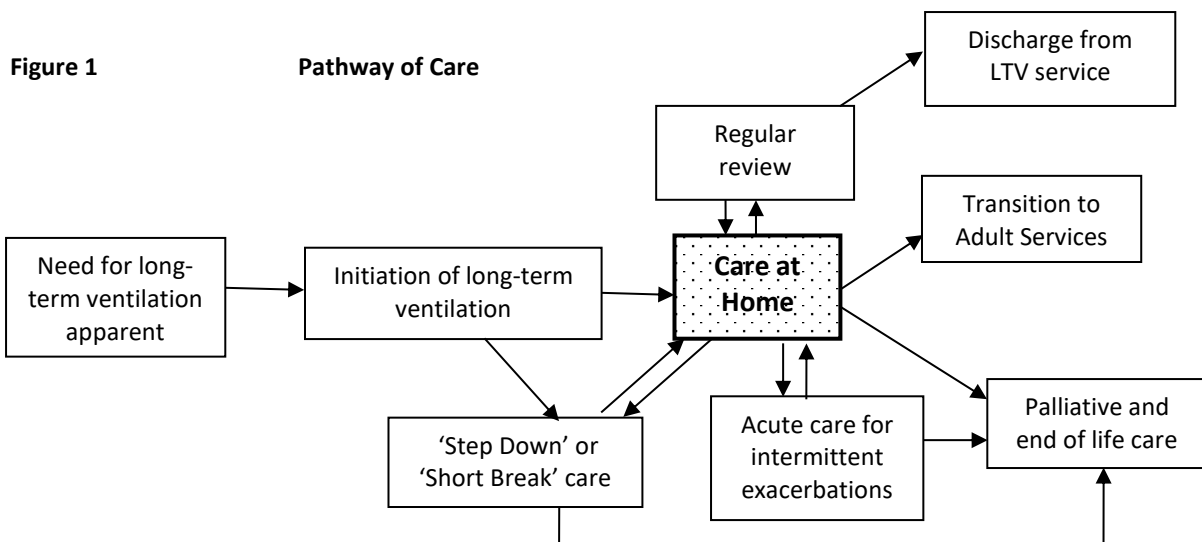 Figure 1
Pathway of Care
Discharge from
LTV service
Regular
review
Transition to
Adult Services
Need for long-
term ventilation
apparent
Initiation of long-term
ventilation
Care at
Home
‘Step Down’ or
‘Short Break’ care
Acute care for
intermittent
exacerbations
Palliative and
end of life care